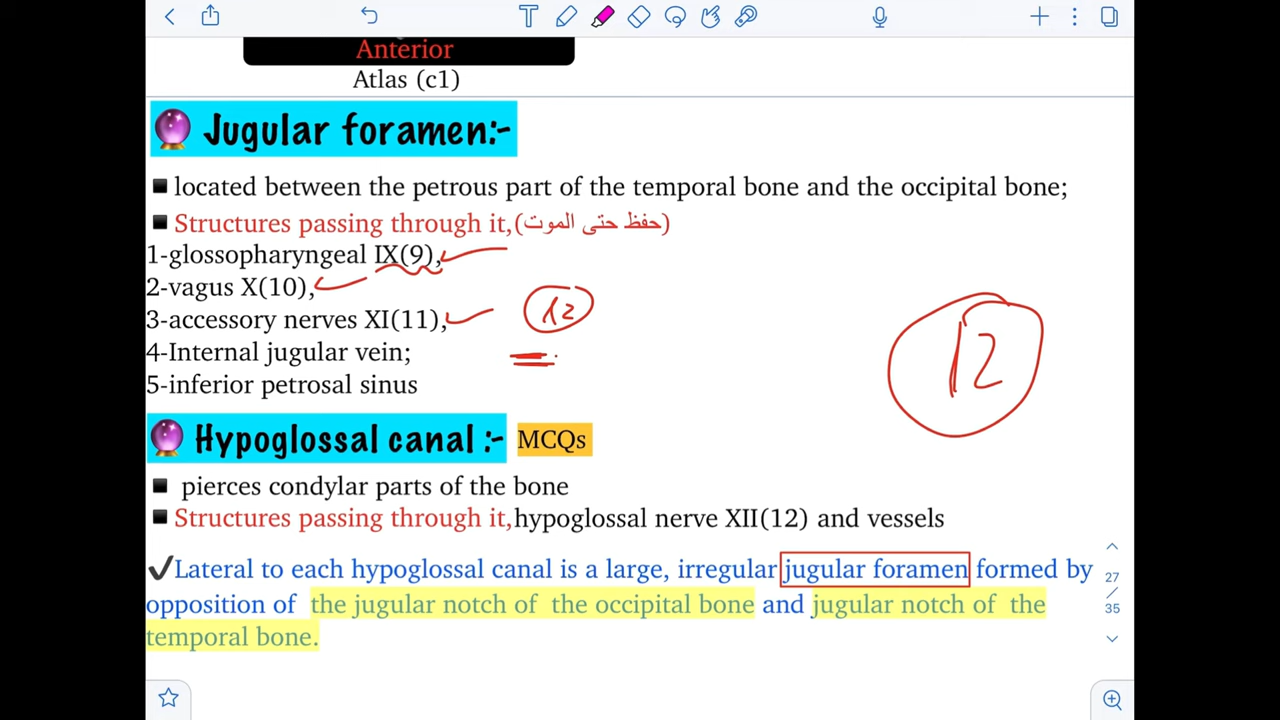 Anterior
Atlas (c1)
Jugular foramen:-
located between the petrous part of the temporal bone and the occipital bone;
Structures passing through it,(حفظ حتى الموت)
1-glossopharyngeal IX(9),
2-vagus X(10),
3-accessory nerves XI(11),
12
12
4-Internal jugular vein;
5-inferior petrosal sinus
Hypoglossal canal :- MCQs
pierces condylar parts of the bone
Structures passing through it,hypoglossal nerve XII(12) and vessels
Lateral to each hypoglossal canal is a large, irregular jugular foramen formed by
opposition of the jugular notch of the occipital bone and jugular notch of the
temporal bone.
27
/
35